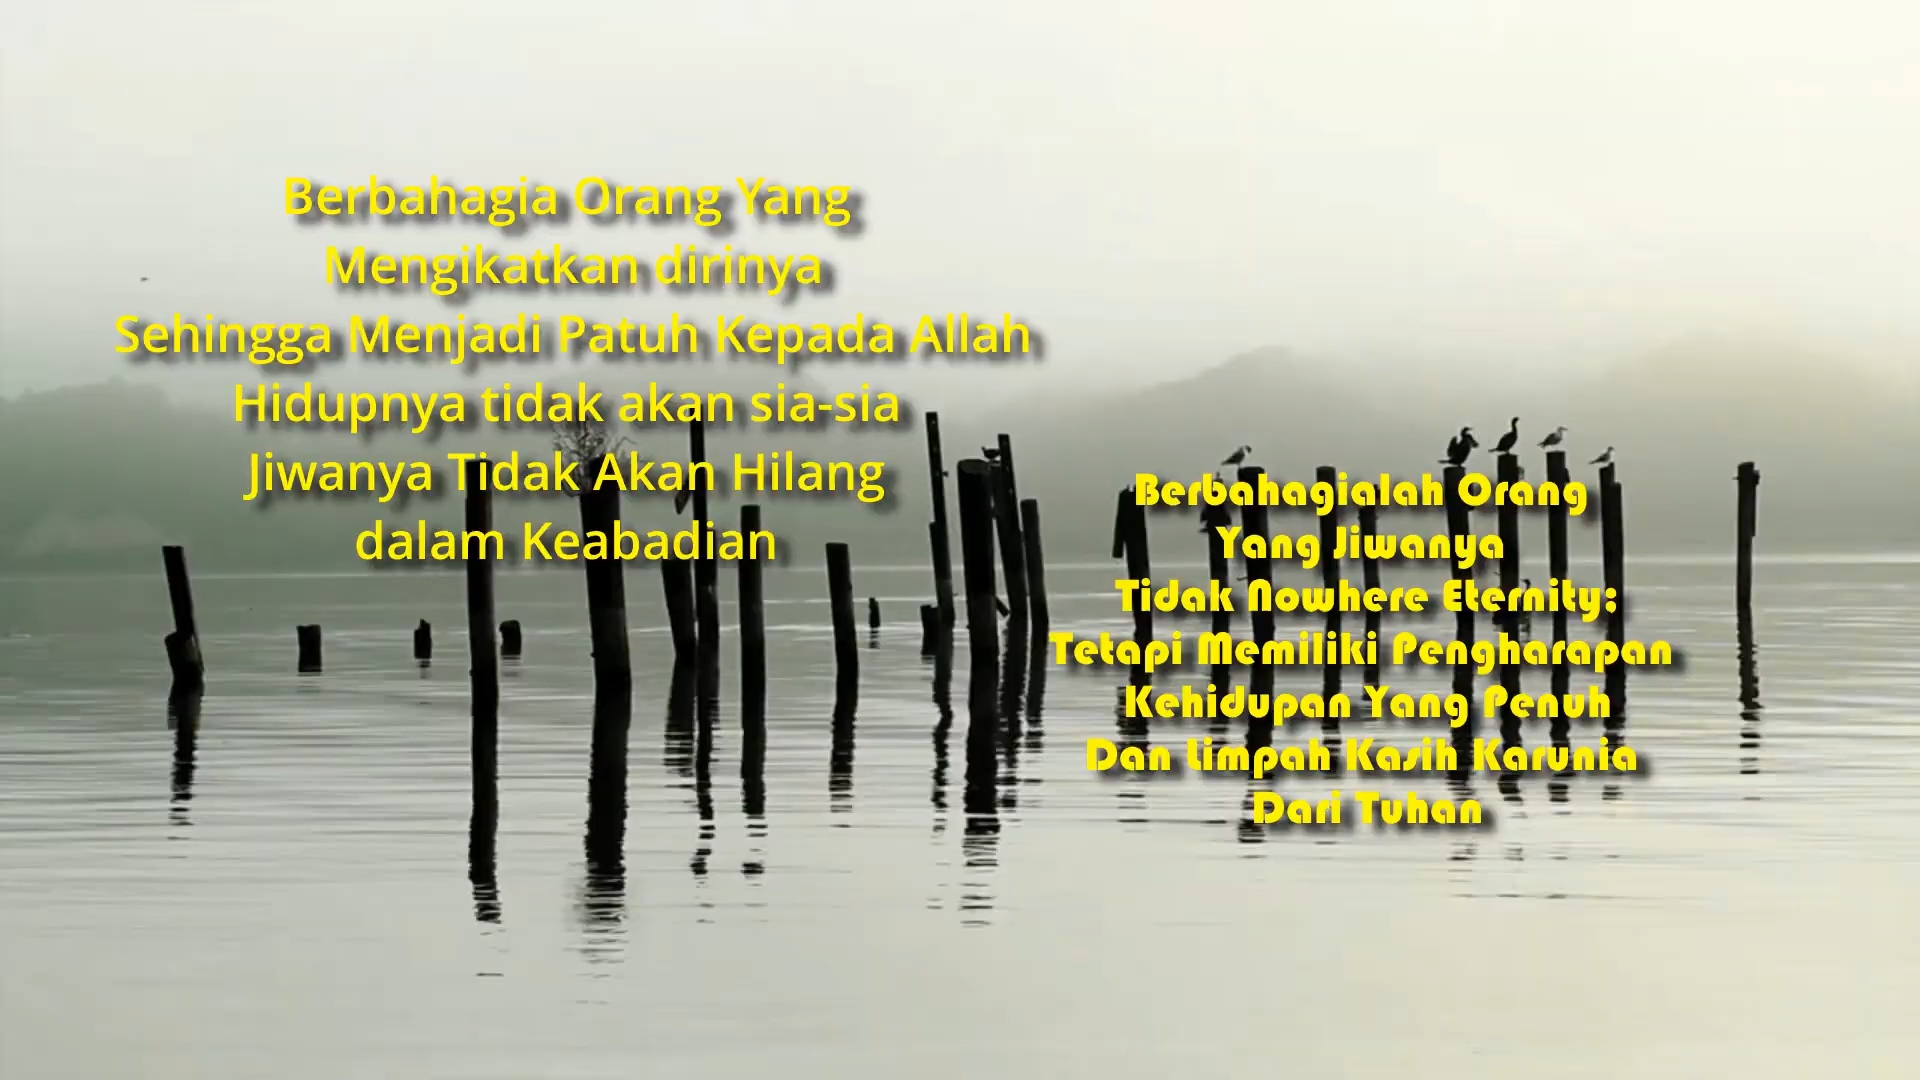 Berbahagia Orang Yang
Mengikatkan dirinya
Sehingga Menjadi Patuh Kepada Allah
Hidupnya tidak akan sia-sia
Jiwanya Tidak Akan Hilang
dalam Keabadian
Berbahagialah Orang
Yang Jiwanya
Tidak Nowhere Eternity;
Tetapi Memiliki Pengharapan
Kehidupan Yang Penuh
Dan Limpah Kasih Karunia
Dari Tuhan